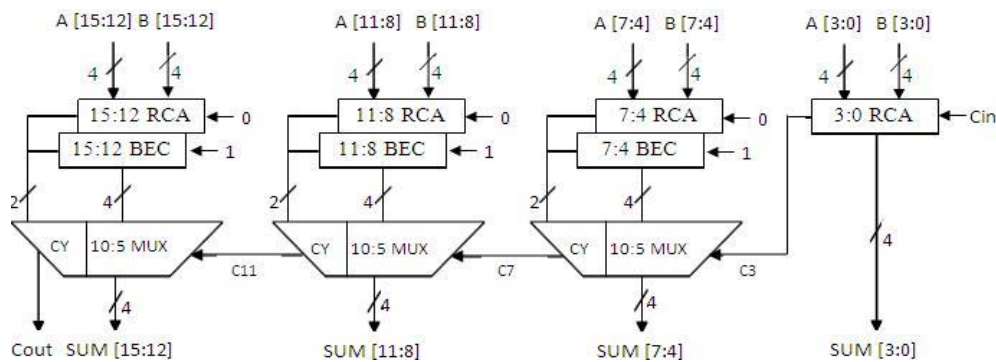 A [15:12] B [15:12] A [11:8] B [11:8] A [7:4] B [7:4] A [3:0] B [3:0]
4 4 4 4 4 4 4 4
15:12 RCA 0 11:8 RCA 0 7:4 RCA 0 3:0 RCA Cin
15:12 BEC 1 11:8 BEC 1 7:4 BEC 1
2 4 2 4 2 4 4
CY 10:5 MUX CY 10:5 MUX CY 10:5 MUX
C11 C7 C3
4 4 4
Cout SUM [15:12] SUM [11:8] SUM [7:4] SUM [3:0]